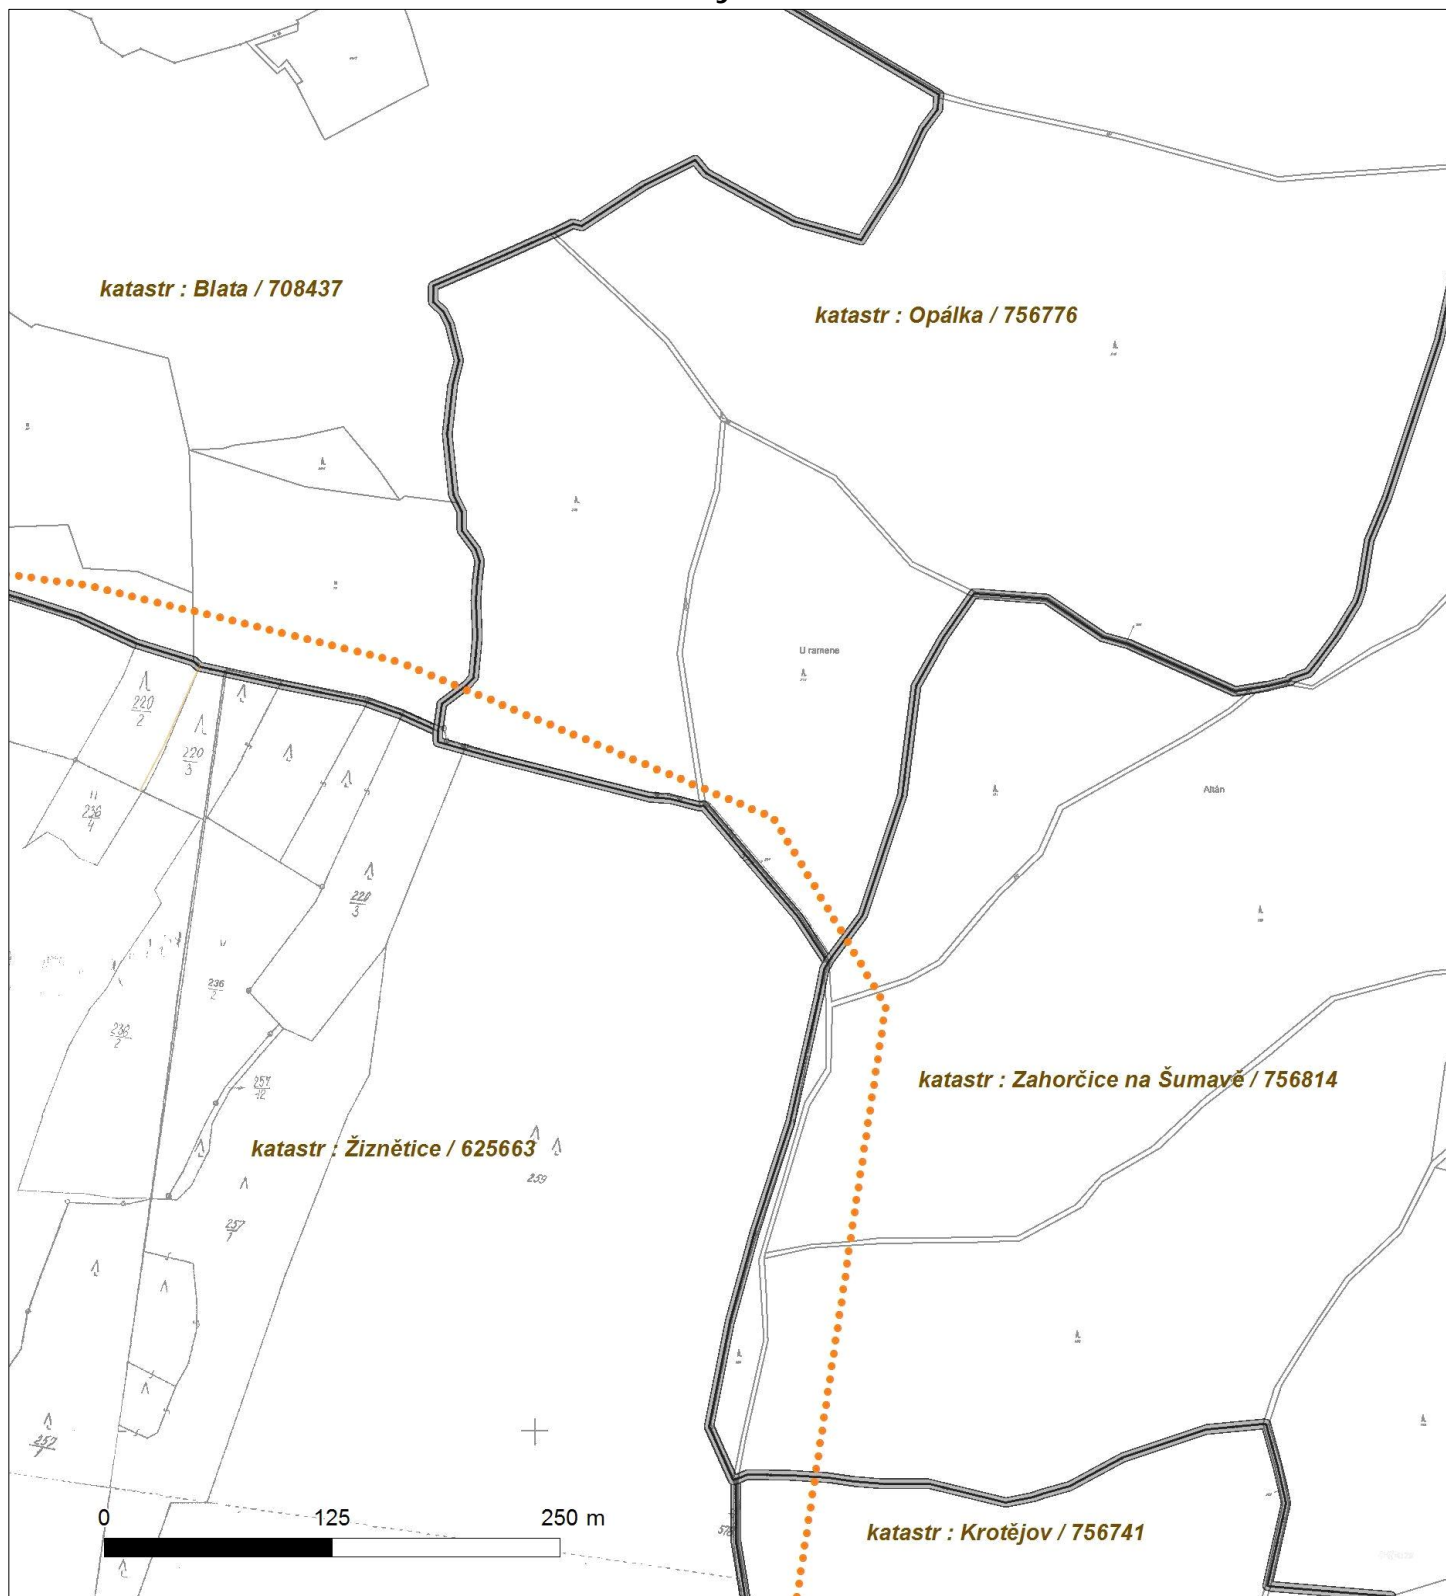 katastr : Blata / 708437
katastr : Opálka / 756776
U ramene
220
2
220
3
236
4
Altán
220
3
236
2
236
2
katastr : Zahorčice na Šumavě / 756814
257
12
katastr : Žiznětice / 625663
259
257
1
257
1
0 125 250 m
katastr : Krotějov / 756741